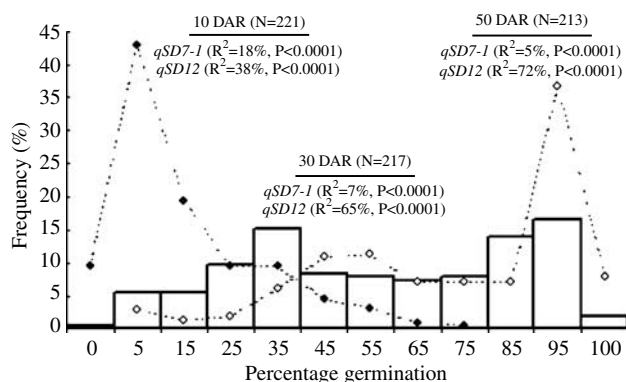 10 DAR (N=221)
qSD7-1 (R²=18%, P<0.0001)
qSD12 (R²=38%, P<0.0001)
50 DAR (N=213)
qSD7-1 (R²=5%, P<0.0001)
qSD12 (R²=72%, P<0.0001)
30 DAR (N=217)
qSD7-1 (R²=7%, P<0.0001)
qSD12 (R²=65%, P<0.0001)
Frequency (%)
45
40
35
30
25
20
15
10
5
0
0 5 15 25 35 45 55 65 75 85 95 100
Percentage germination